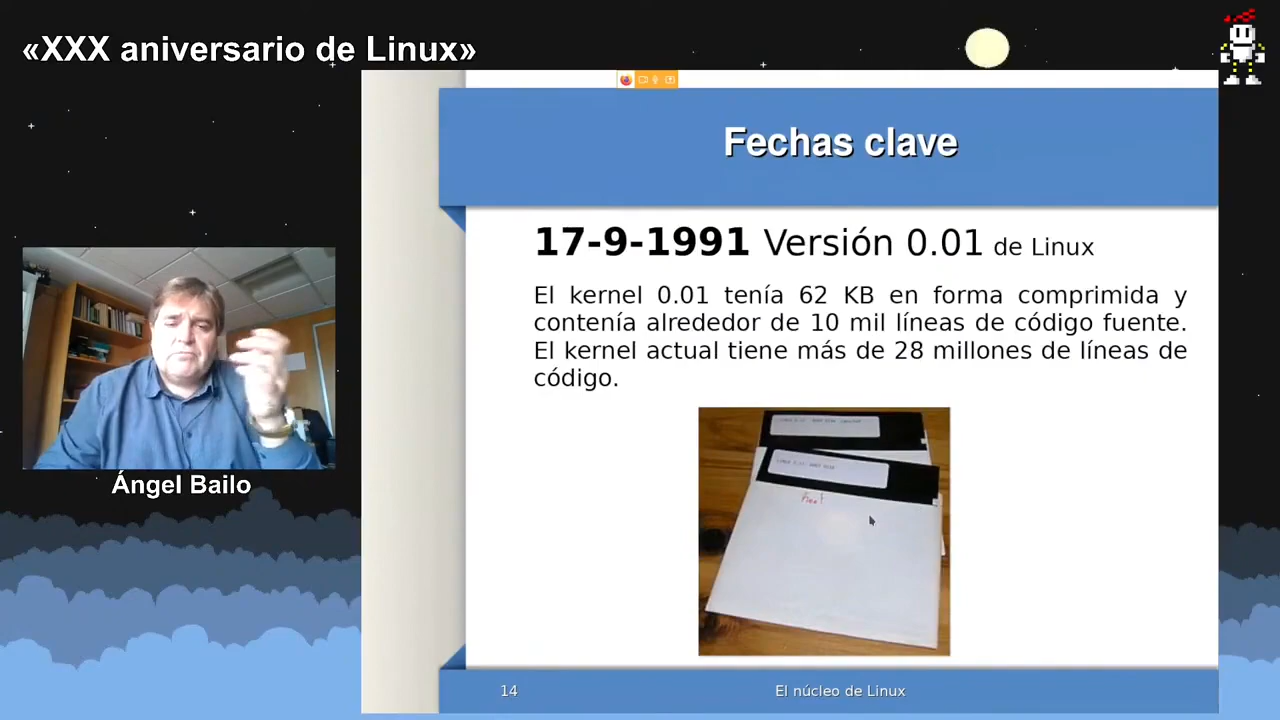 «XXX aniversario de Linux»
Fechas clave
17-9-1991 Versión 0.01 de Linux
El kernel 0.01 tenía 62 KB en forma comprimida y
contenía alrededor de 10 mil líneas de código fuente.
El kernel actual tiene más de 28 millones de líneas de
código.
Ángel Bailo
14
El núcleo de Linux